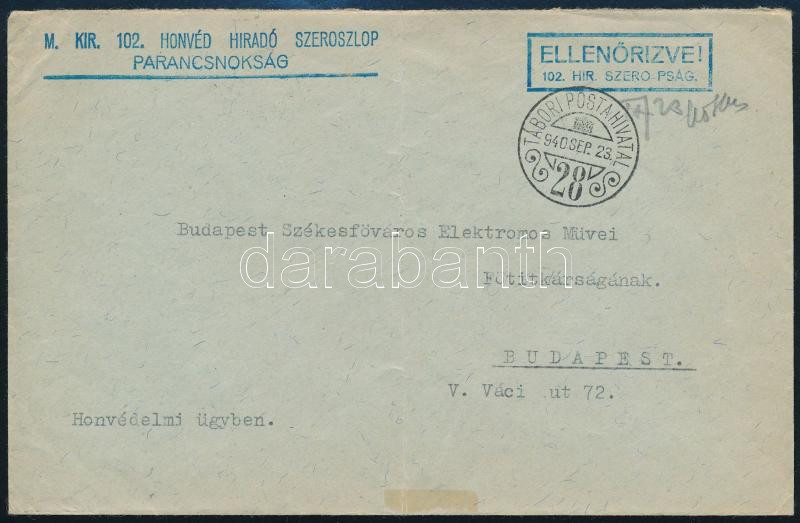 M. KIR. 102. HONVÉD HIRADÓ SZEROSZLOP
PARANCSNOKSÁG
ELLENŐRIZVE!
102. HIR. SZERO-PSÁG.
TÁBORI POSTAHIVATAL
940 SEP. 23.
28
Budapest Székesfőváros Elektromos Müvei
Főtitkárságának.
darabanth
BUDAPEST.
V. Váci ut 72.
Honvédelmi ügyben.